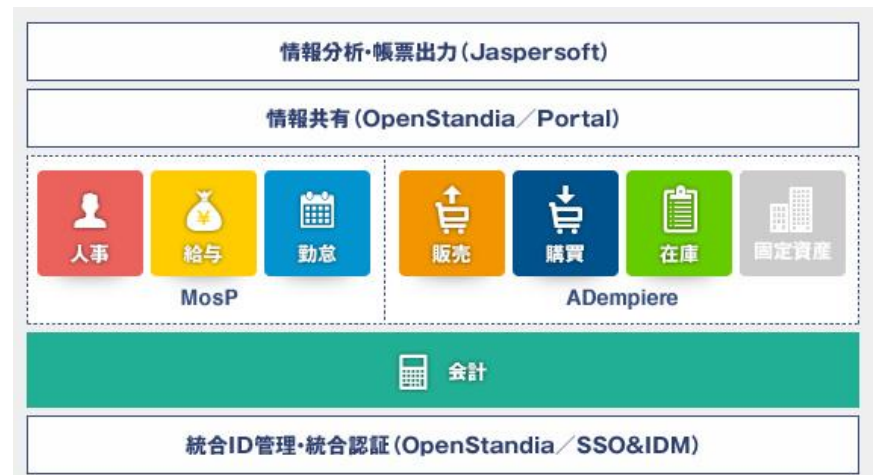 情報分析・帳票出力（Jaspersoft）
情報共有（OpenStandia／Portal）
人事 給与 勤怠 販売 購買 在庫 固定資産
MosP ADempiere
会計
統合ID管理・統合認証（OpenStandia／SSO&IDM）